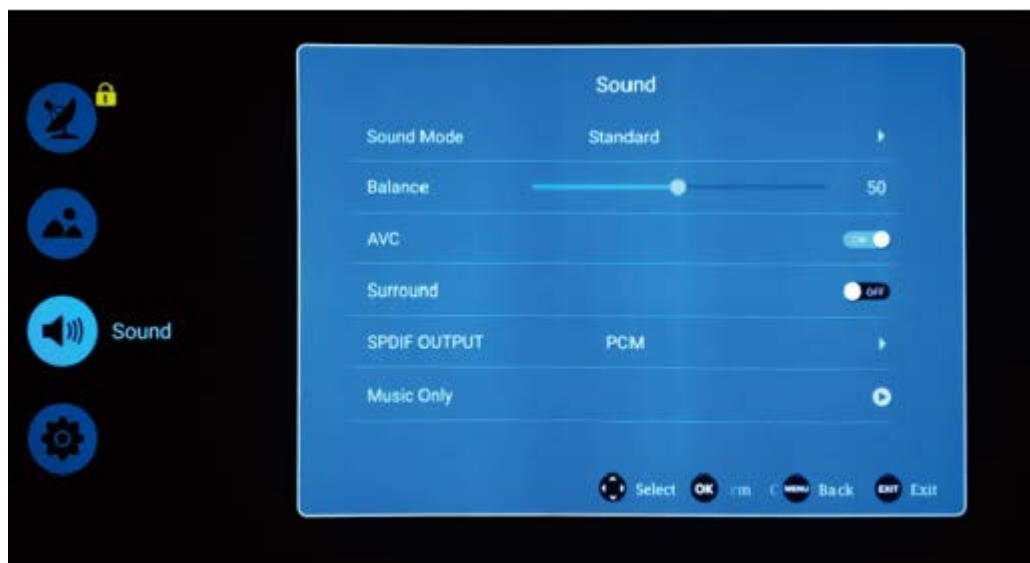 Sound
Sound Mode Standard
Balance 50
AVC ON
Surround OFF
Sound
SPDIF OUTPUT PCM
Music Only
Select OK MENU Back EXIT Exit